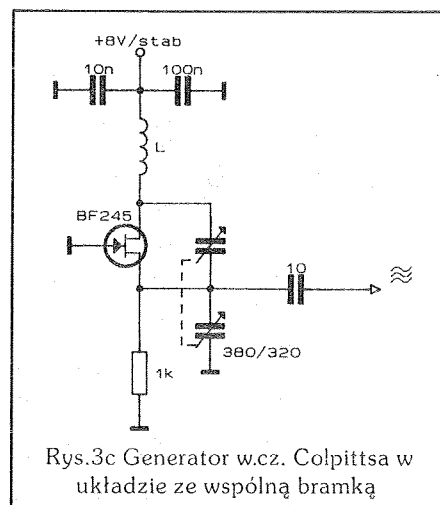 +8V/stab
10n
100n
L
BF245
10
380/320
1k
Rys.3c Generator w.cz. Colpittsa w
układzie ze wspólną bramką